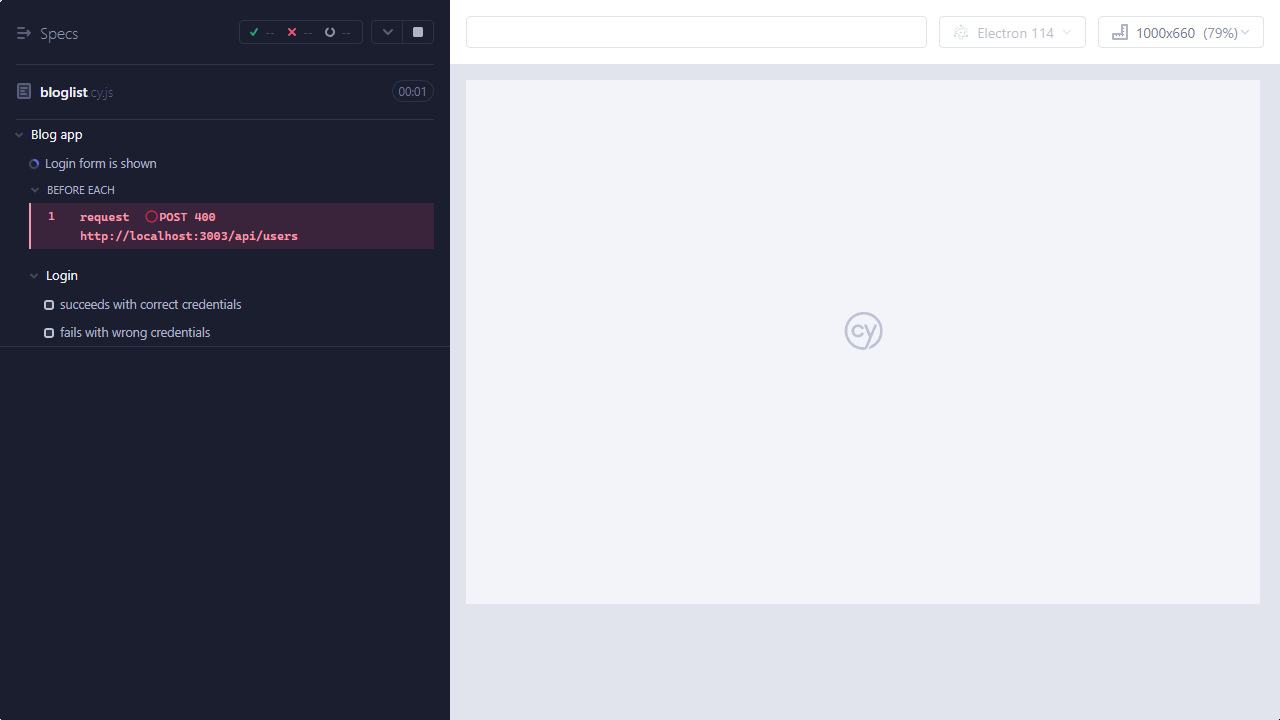 Specs -- -- --
Electron 114
1000x660 (79%)
bloglist.cy.js 00:01
Blog app
Login form is shown
BEFORE EACH
1 request POST 400
http://localhost:3003/api/users
Login
succeeds with correct credentials
fails with wrong credentials
cy